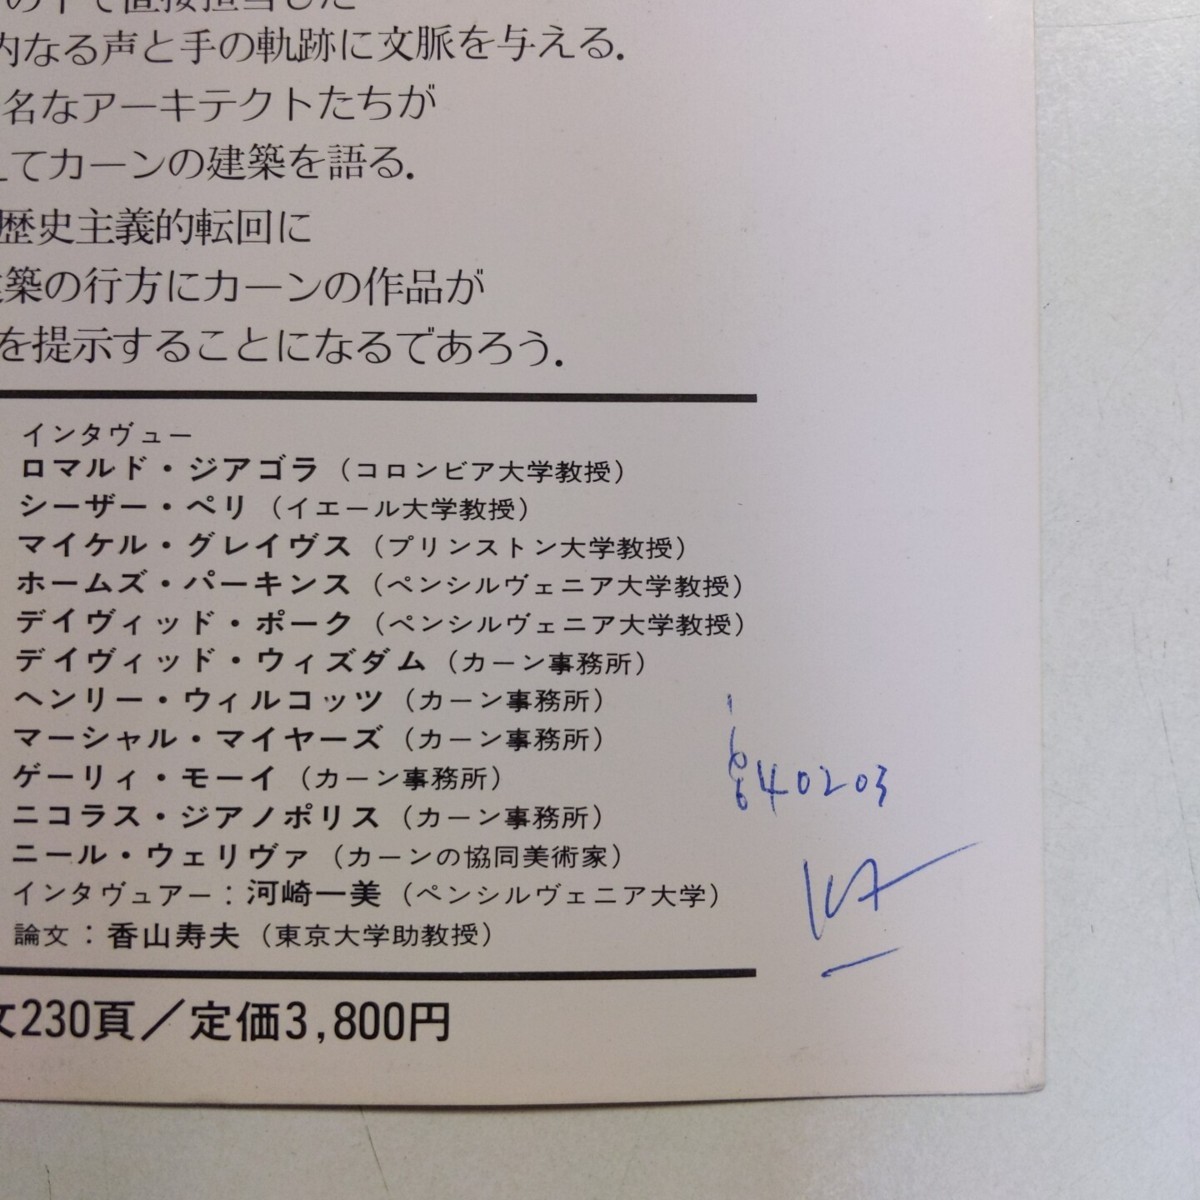 の下で直接担当した
内なる声と手の軌跡に文脈を与える．
名なアーキテクトたちが
えてカーンの建築を語る．
歴史主義的転回に
建築の行方にカーンの作品が
を提示することになるであろう．
インタヴュー
ロマルド・ジアゴラ（コロンビア大学教授）
シーザー・ペリ（イエール大学教授）
マイケル・グレイヴス（プリンストン大学教授）
ホームズ・パーキンス（ペンシルヴェニア大学教授）
デイヴィッド・ポーク（ペンシルヴェニア大学教授）
デイヴィッド・ウィズダム（カーン事務所）
ヘンリー・ウィルコッツ（カーン事務所）
マーシャル・マイヤーズ（カーン事務所）
ゲーリィ・モーイ（カーン事務所）
ニコラス・ジアノポリス（カーン事務所）
ニール・ウェリヴァ（カーンの協同美術家）
インタヴュアー：河崎一美（ペンシルヴェニア大学）
論文：香山寿夫（東京大学助教授）
文230頁／定価3,800円
840203